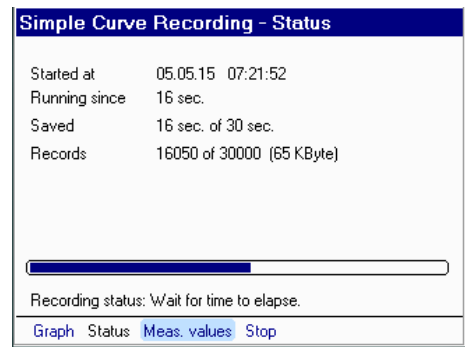 Simple Curve Recording - Status
Started at 05.05.15 07:21:52
Running since 16 sec.
Saved 16 sec. of 30 sec.
Records 16050 of 30000 (65 KByte)
Recording status: Wait for time to elapse.
Graph Status Meas. values Stop